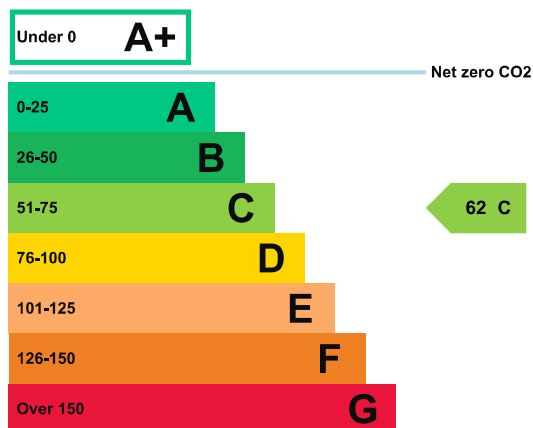 Under 0 A+
Net zero CO2
0-25 A
26-50 B
51-75 C 62 C
76-100 D
101-125 E
126-150 F
Over 150 G